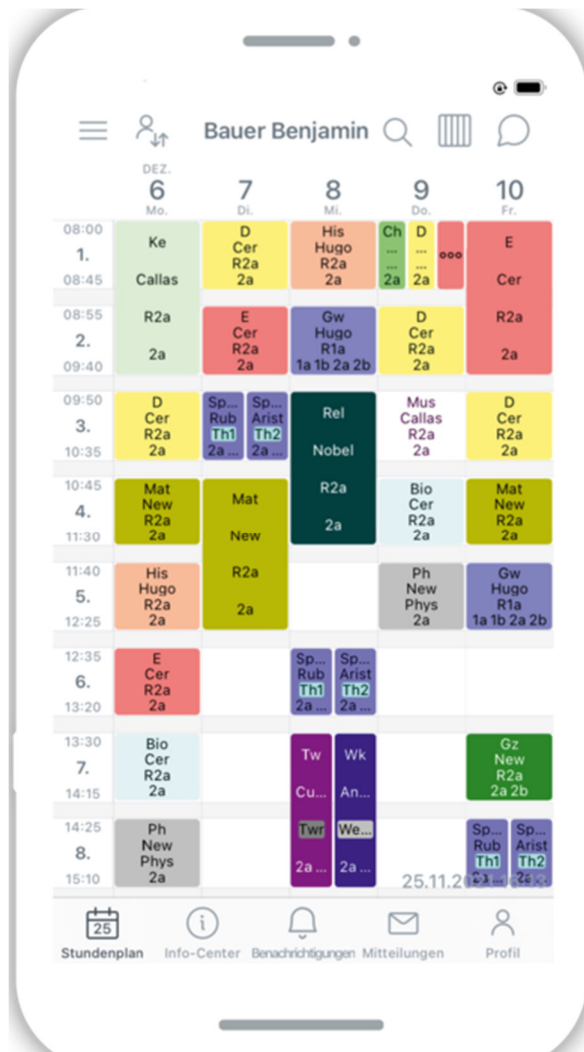 Bauer Benjamin
DEZ.
6 7 8 9 10
Mo. Di. Mi. Do. Fr.
08:00
1.
08:45
Ke
Callas
R2a
2a
D
Cer
R2a
2a
His
Hugo
R2a
2a
Ch
...
...
2a
D
...
...
2a
E
Cer
R2a
2a
08:55
2.
09:40
E
Cer
R2a
2a
Gw
Hugo
R1a
1a 1b 2a 2b
D
Cer
R2a
2a
09:50
3.
10:35
D
Cer
R2a
2a
Sp...
Rub
Th1
2a ...
Sp...
Arist
Th2
2a ...
Rel
Nobel
R2a
2a
Mus
Callas
R2a
2a
D
Cer
R2a
2a
10:45
4.
11:30
Mat
New
R2a
2a
Mat
New
R2a
2a
Bio
Cer
R2a
2a
Mat
New
R2a
2a
11:40
5.
12:25
His
Hugo
R2a
2a
Ph
New
Phys
2a
Gw
Hugo
R1a
1a 1b 2a 2b
12:35
6.
13:20
E
Cer
R2a
2a
Sp...
Rub
Th1
2a ...
Sp...
Arist
Th2
2a ...
13:30
7.
14:15
Bio
Cer
R2a
2a
Tw
Cu...
Twr
2a ...
Wk
An...
We...
2a ...
Gz
New
R2a
2a 2b
14:25
8.
15:10
Ph
New
Phys
2a
Sp...
Rub
Th1
Sp...
Arist
Th2
25
Stundenplan Info-Center Benachrichtigungen Mitteilungen Profil